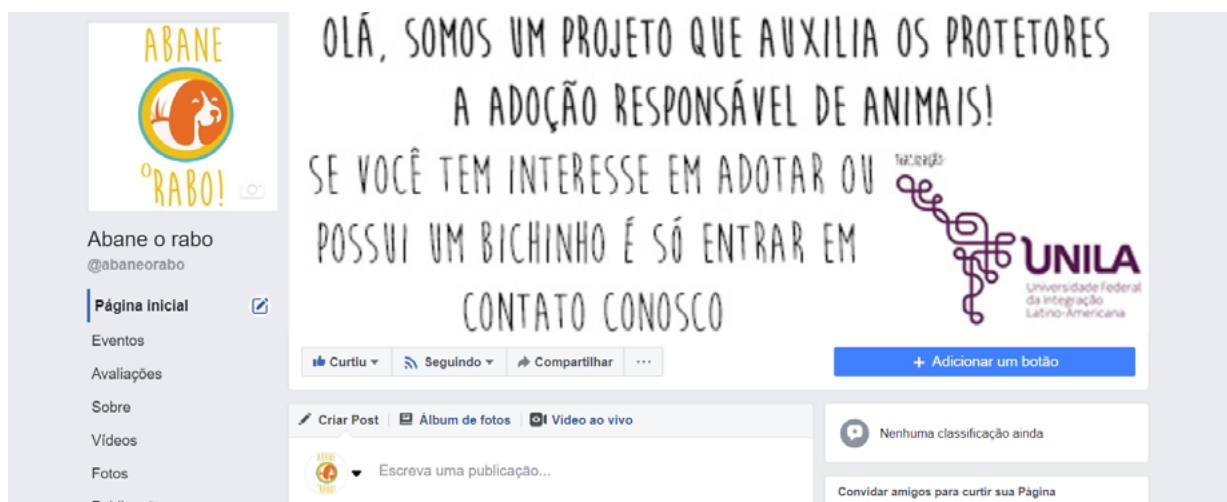 ABANE
O RABO!
OLÁ, SOMOS UM PROJETO QUE AUXILIA OS PROTETORES
A ADOÇÃO RESPONSÁVEL DE ANIMAIS!
SE VOCÊ TEM INTERESSE EM ADOTAR OU
POSSUI UM BICHINHO É SÓ ENTRAR EM
CONTATO CONOSCO
Realização:
UNILA
Universidade Federal
da Integração
Latino-Americana
Abane o rabo
@abaneorabo
Página inicial
Eventos
Avaliações
Sobre
Vídeos
Fotos
Curtiu Seguindo Compartilhar ...
+ Adicionar um botão
Criar Post Álbum de fotos Vídeo ao vivo
Escreva uma publicação...
Nenhuma classificação ainda
Convidar amigos para curtir sua Página